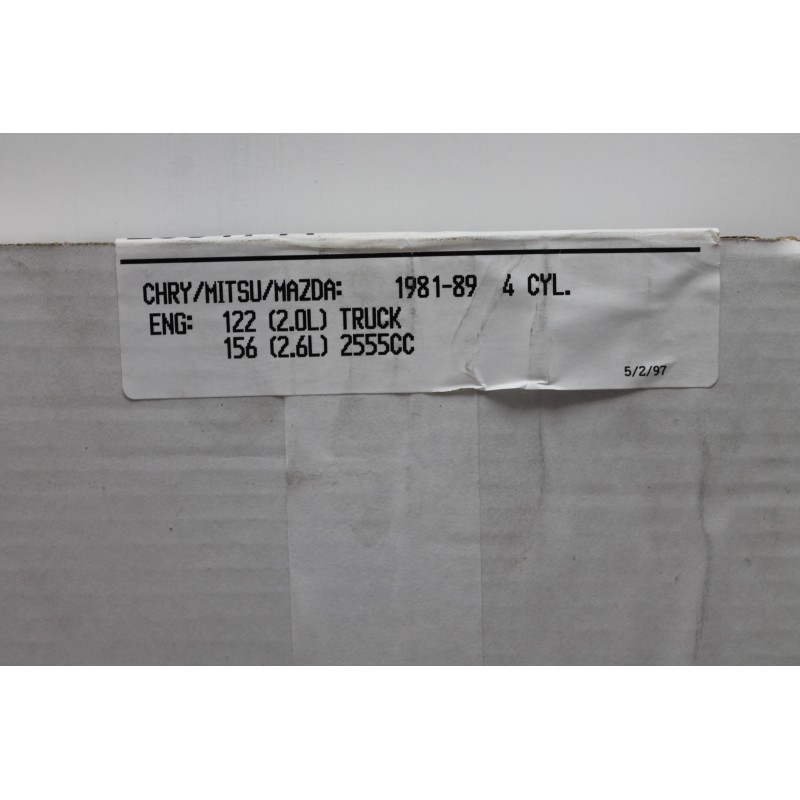 CHRY/MITSU/MAZDA: 1981-89 4 CYL.
ENG: 122 (2.0L) TRUCK
156 (2.6L) 2555CC
5/2/97